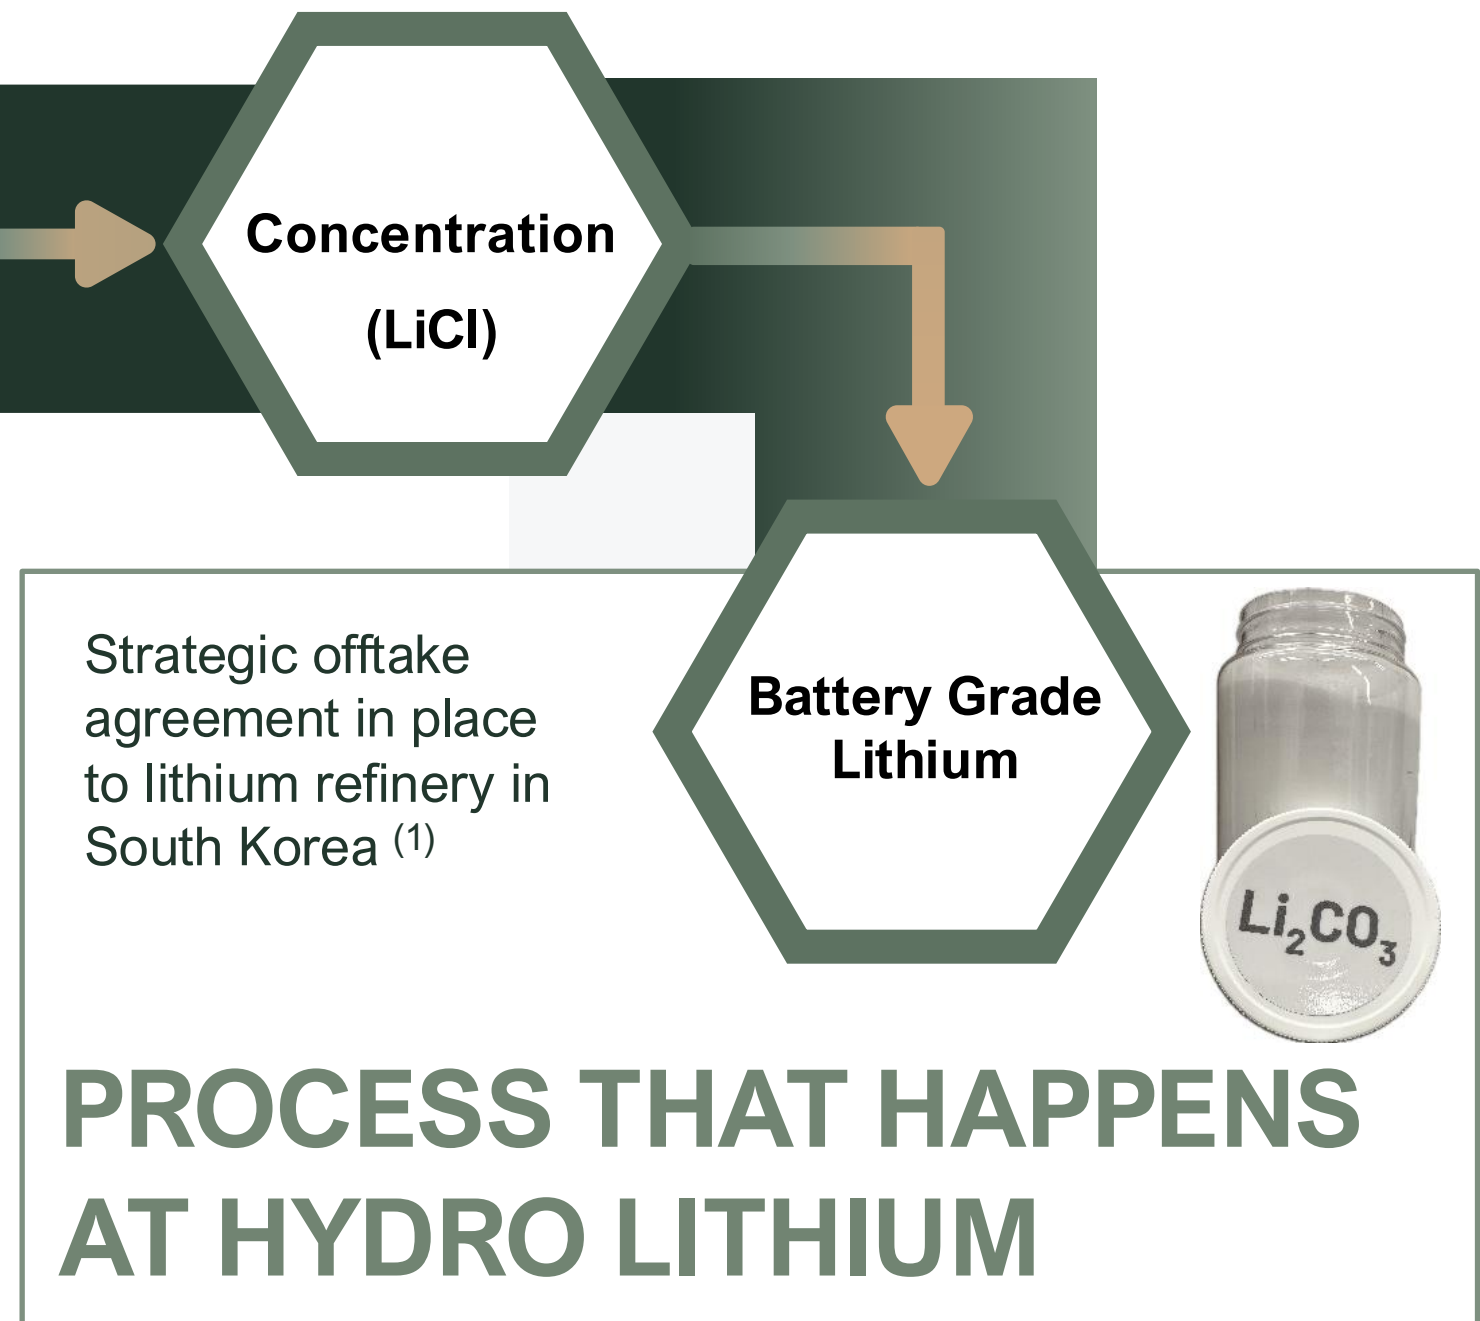 Concentration
(LiCl)
Strategic offtake
agreement in place
to lithium refinery in
South Korea (1)
Battery Grade
Lithium
Li₂CO₃
PROCESS THAT HAPPENS
AT HYDRO LITHIUM